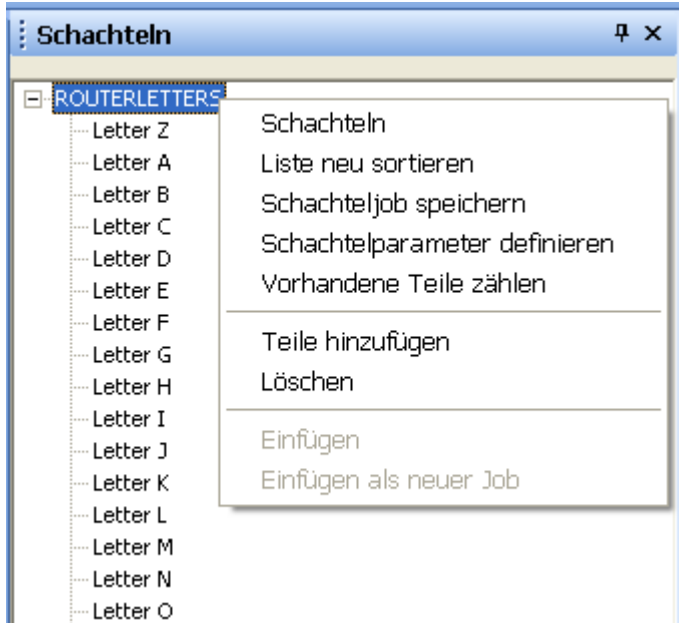 Schachteln
ROUTERLETTERS
Letter Z
Letter A
Letter B
Letter C
Letter D
Letter E
Letter F
Letter G
Letter H
Letter I
Letter J
Letter K
Letter L
Letter M
Letter N
Letter O
Schachteln
Liste neu sortieren
Schachteljob speichern
Schachtelparameter definieren
Vorhandene Teile zählen
Teile hinzufügen
Löschen
Einfügen
Einfügen als neuer Job